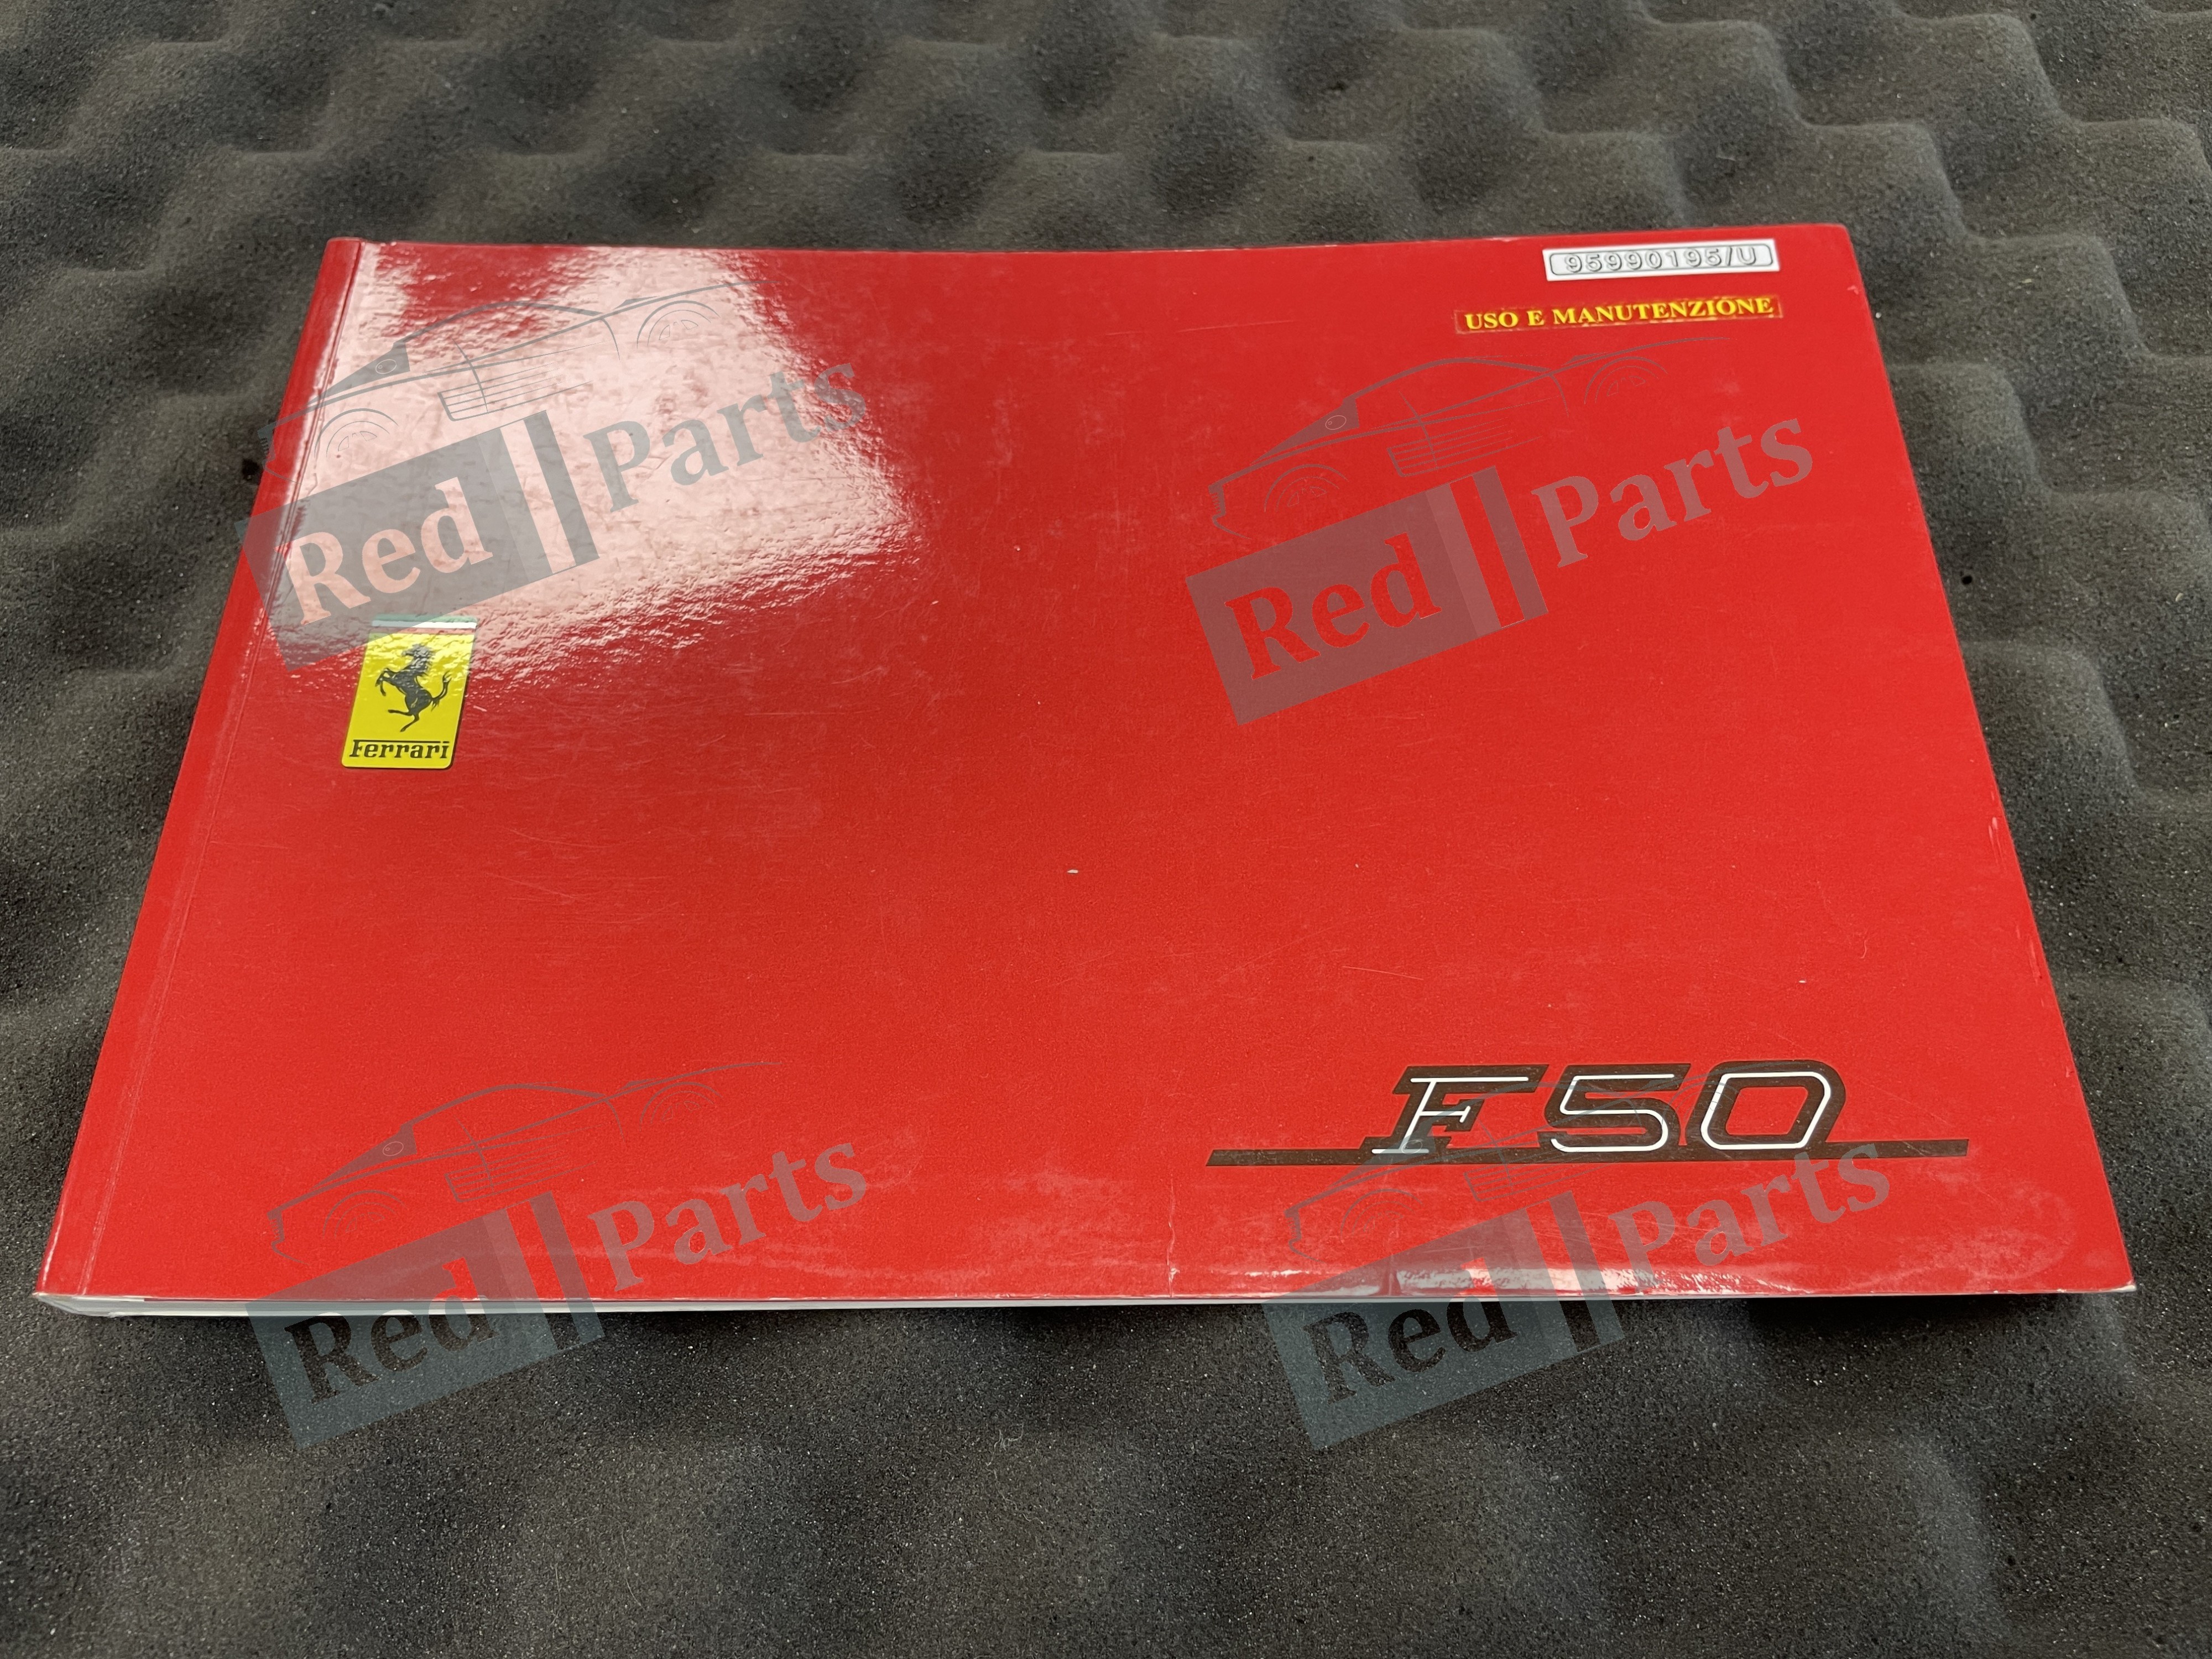 95990195/U
USO E MANUTENZIONE
Red Parts
Red Parts
Ferrari
F50
Red Parts
Red Parts